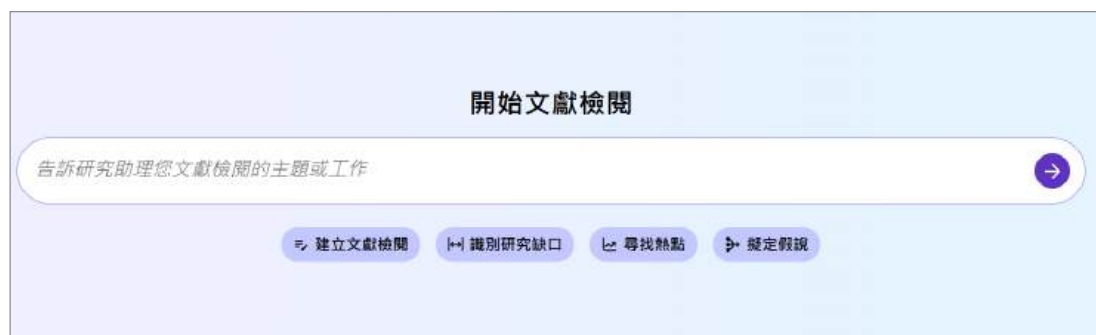 開始文獻檢閱
告訴研究助理您文獻檢閱的主題或工作
建立文獻檢閱 識別研究缺口 尋找熱點 擬定假說